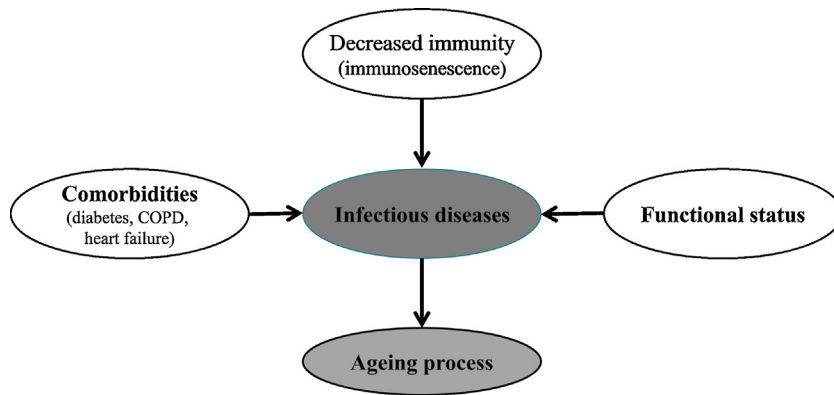 Decreased immunity
(immunosenescence)
Comorbidities
(diabetes, COPD,
heart failure)
Infectious diseases
Functional status
Ageing process